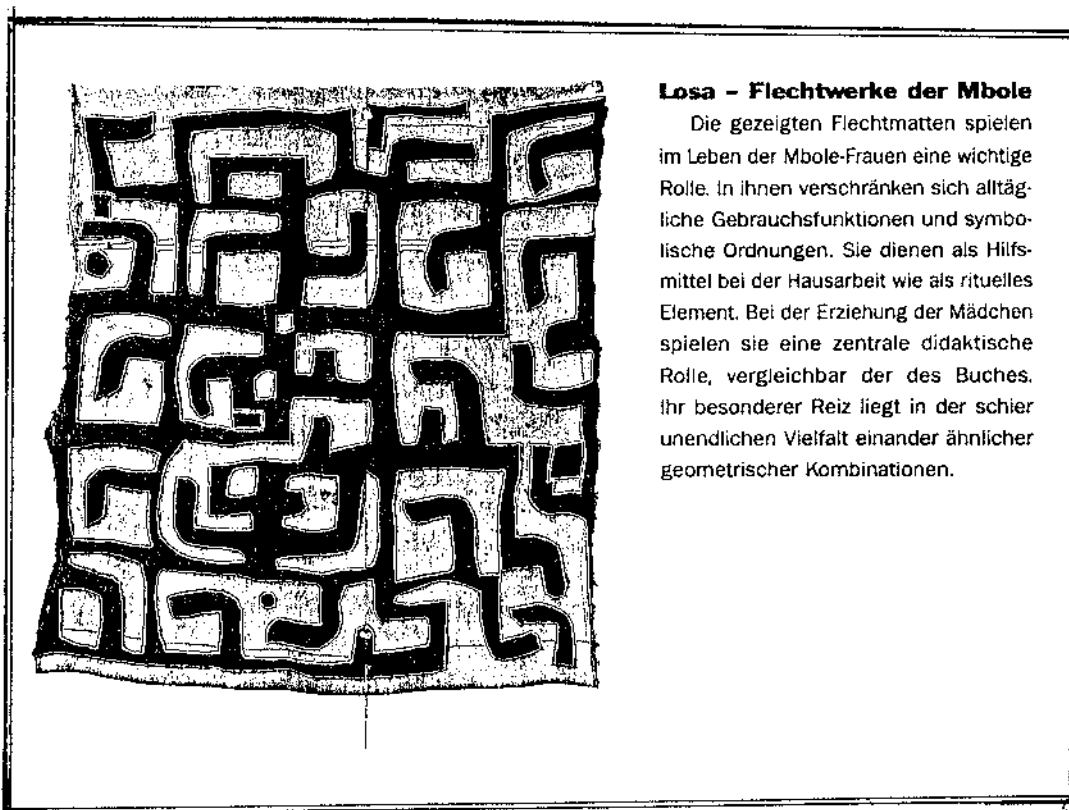 Losa – Flechtwerke der Mbole
Die gezeigten Flechtmatten spielen
im Leben der Mbole-Frauen eine wichtige
Rolle. In ihnen verschränken sich alltäg-
liche Gebrauchsfunktionen und symbo-
lische Ordnungen. Sie dienen als Hilfs-
mittel bei der Hausarbeit wie als rituelles
Element. Bei der Erziehung der Mädchen
spielen sie eine zentrale didaktische
Rolle, vergleichbar der des Buches.
Ihr besonderer Reiz liegt in der schier
unendlichen Vielfalt einander ähnlicher
geometrischer Kombinationen.